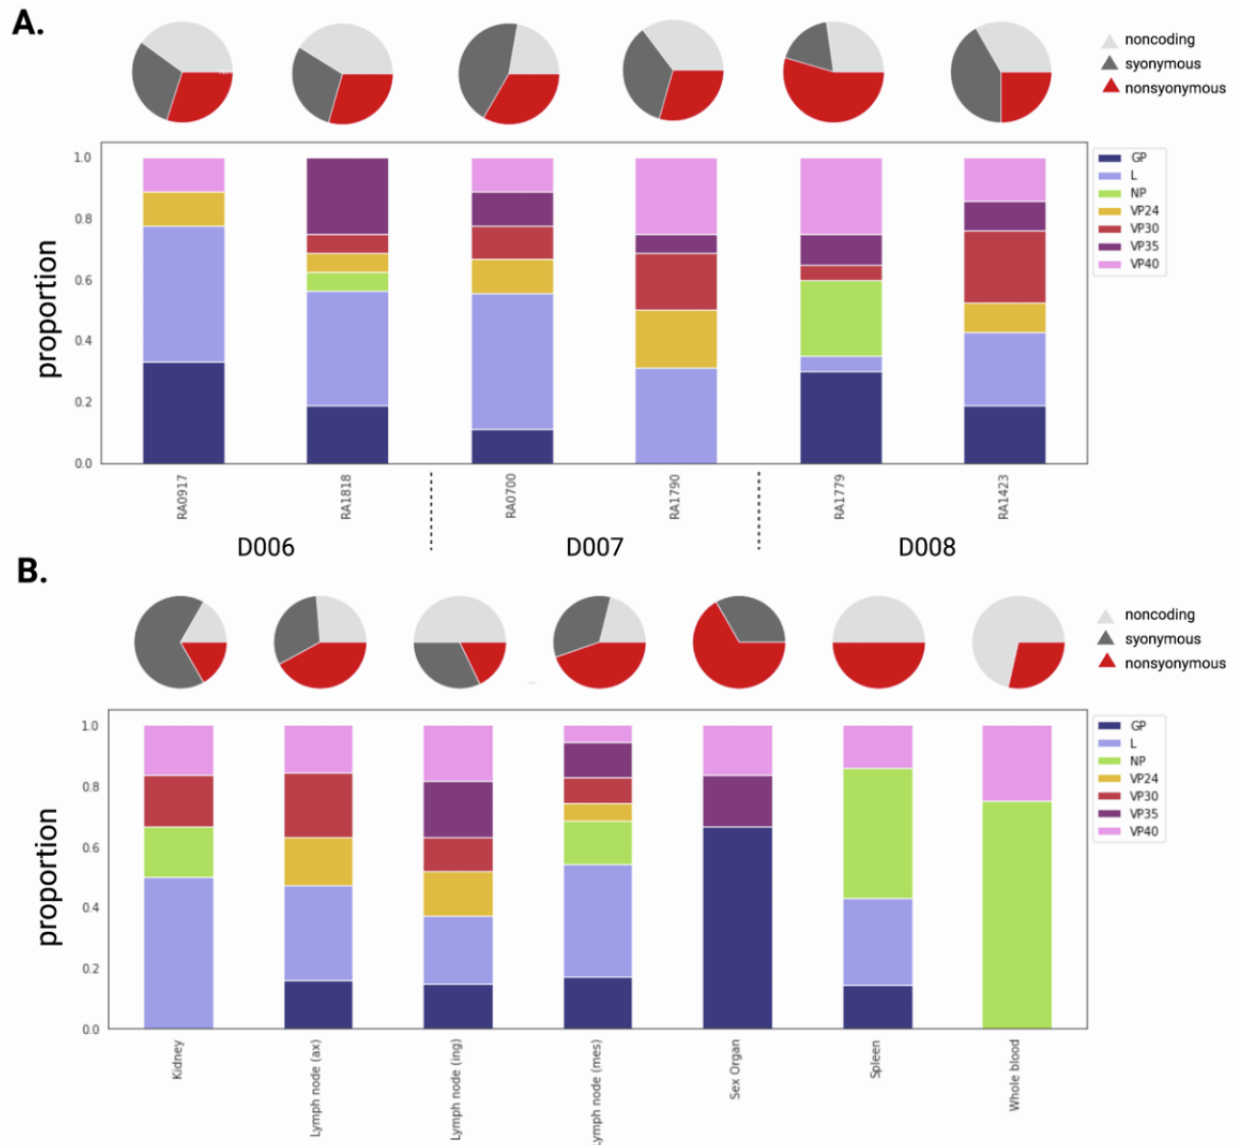 A.
noncoding
syonymous
nonsyonymous
proportion
1.0
0.8
0.6
0.4
0.2
0.0
GP
L
NP
VP24
VP30
VP35
VP40
RA0917
RA1818
RA0700
RA1790
RA1779
RA1423
D006
D007
D008
B.
noncoding
syonymous
nonsyonymous
proportion
1.0
0.8
0.6
0.4
0.2
0.0
GP
L
NP
VP24
VP30
VP35
VP40
Kidney
Lymph node (ax)
Lymph node (ing)
Lymph node (mes)
Sex Organ
Spleen
Whole blood